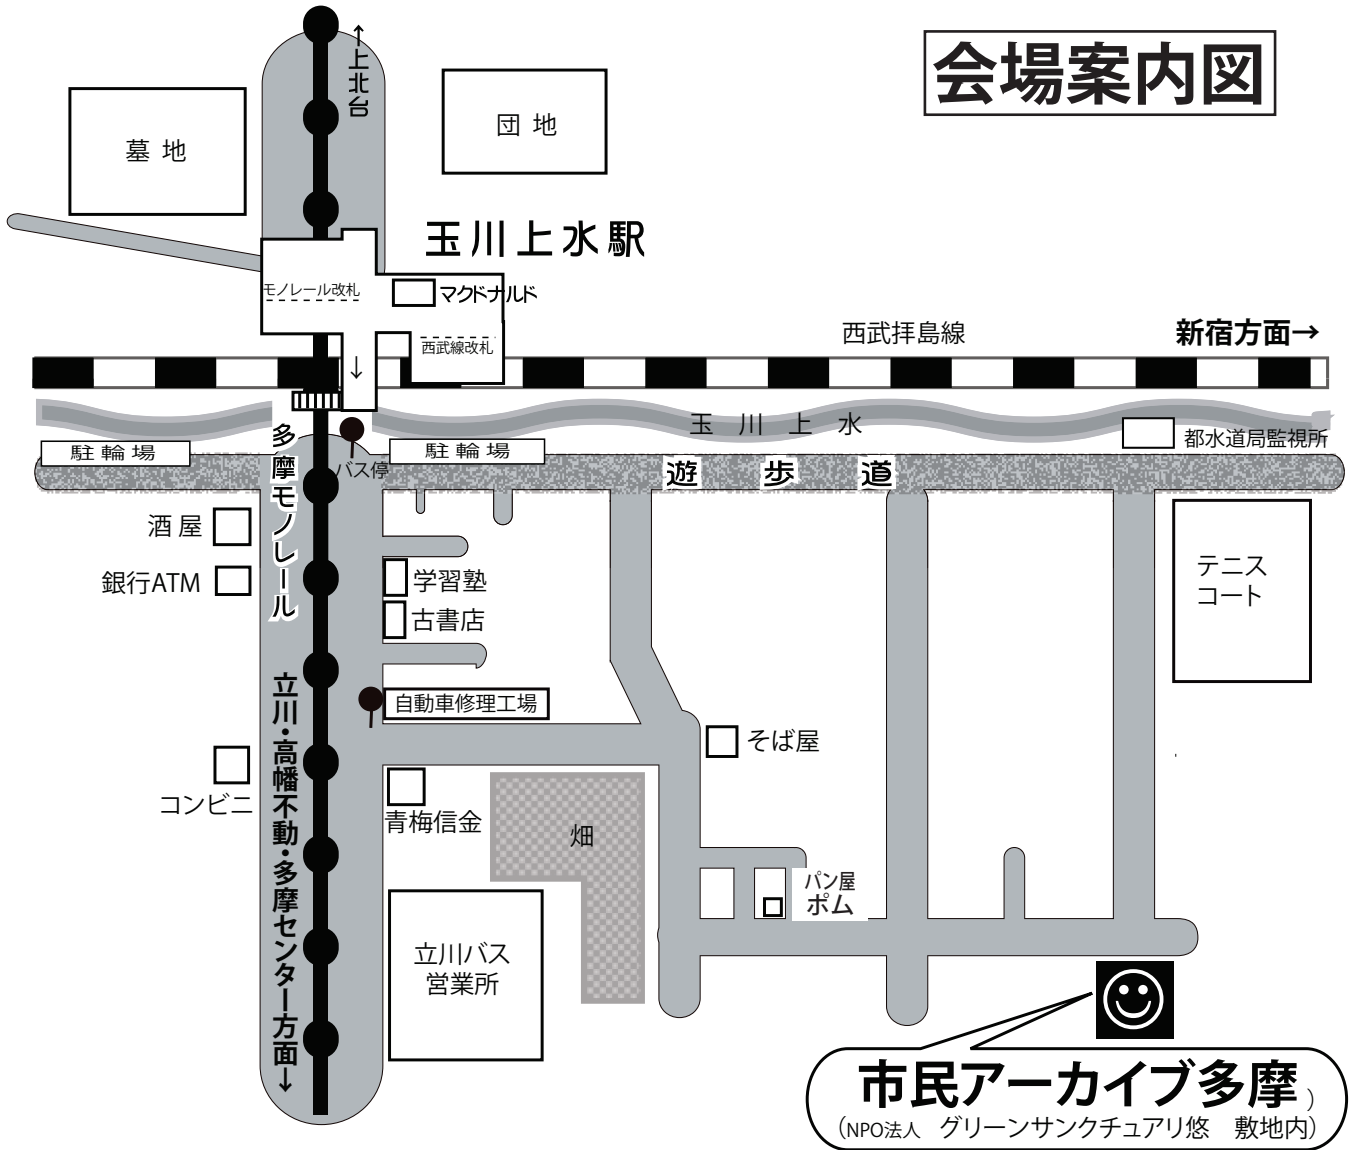 会場案内図
↑上北台
墓 地
団 地
玉川上水駅
モノレール改札
マクドナルド
西武線改札
↓
西武拝島線
新宿方面→
玉 川 上 水
都水道局監視所
駐輪場
駐輪場
バス停
遊 歩 道
多摩モノレール
酒屋
銀行ATM
学習塾
古書店
テニス
コート
自動車修理工場
立川・高幡不動・多摩センター方面→
そば屋
コンビニ
青梅信金
畑
パン屋
ポム
立川バス
営業所
市民アーカイブ多摩
)
(NPO法人 グリーンサンクチュアリ悠 敷地内)